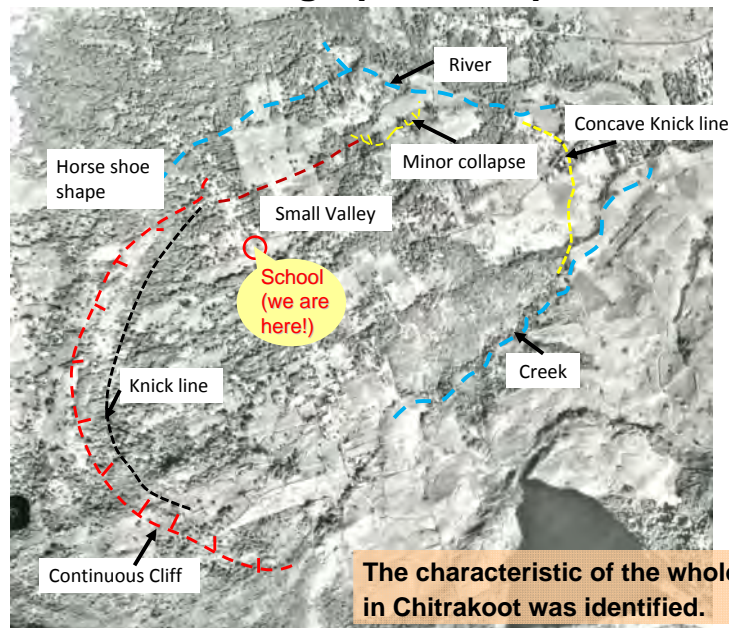 River
Concave Knick line
Minor collapse
Horse shoe
shape
Small Valley
School
(we are
here!)
Creek
Knick line
Continuous Cliff
The characteristic of the whole
in Chitrakoot was identified.